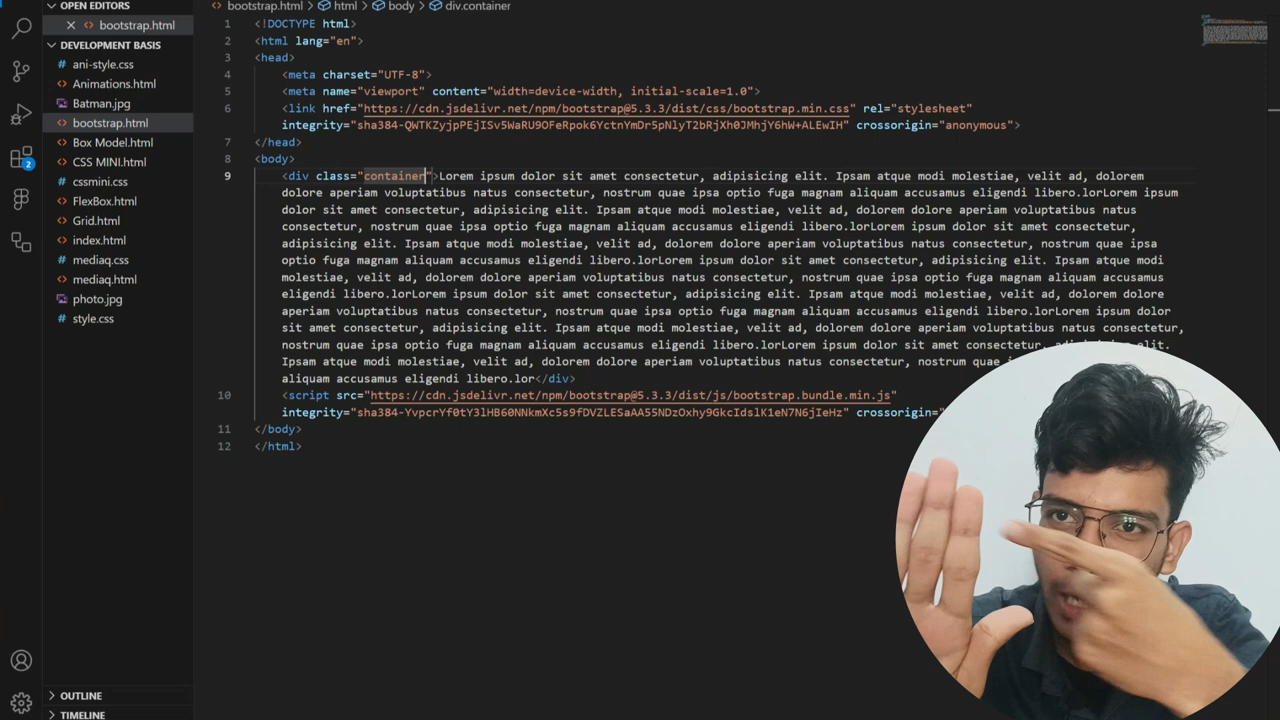 OPEN EDITORS
bootstrap.html
DEVELOPMENT BASIS
ani-style.css
Animations.html
Batman.jpg
bootstrap.html
Box Model.html
CSS MINI.html
cssmini.css
FlexBox.html
Grid.html
index.html
mediaq.css
mediaq.html
photo.jpg
style.css
OUTLINE
TIMELINE
2
bootstrap.html > html > body > div.container
1 <!DOCTYPE html>
2 <html lang="en">
3 <head>
4 <meta charset="UTF-8">
5 <meta name="viewport" content="width=device-width, initial-scale=1.0">
6 <link href="https://cdn.jsdelivr.net/npm/bootstrap@5.3.3/dist/css/bootstrap.min.css" rel="stylesheet"
integrity="sha384-QWTKZyjpPEjISv5WaRU9OFeRpok6YctnYmDr5pNlyT2bRjXh0JMhjY6hW+ALEwIH" crossorigin="anonymous">
7 </head>
8 <body>
9 <div class="container">Lorem ipsum dolor sit amet consectetur, adipisicing elit. Ipsam atque modi molestiae, velit ad, dolorem
dolore aperiam voluptatibus natus consectetur, nostrum quae ipsa optio fuga magnam aliquam accusamus eligendi libero.lorLorem ipsum
dolor sit amet consectetur, adipisicing elit. Ipsam atque modi molestiae, velit ad, dolorem dolore aperiam voluptatibus natus
consectetur, nostrum quae ipsa optio fuga magnam aliquam accusamus eligendi libero.lorLorem ipsum dolor sit amet consectetur,
adipisicing elit. Ipsam atque modi molestiae, velit ad, dolorem dolore aperiam voluptatibus natus consectetur, nostrum quae ipsa
optio fuga magnam aliquam accusamus eligendi libero.lorLorem ipsum dolor sit amet consectetur, adipisicing elit. Ipsam atque modi
molestiae, velit ad, dolorem dolore aperiam voluptatibus natus consectetur, nostrum quae ipsa optio fuga magnam aliquam accusamus
eligendi libero.lorLorem ipsum dolor sit amet consectetur, adipisicing elit. Ipsam atque modi molestiae, velit ad, dolorem
dolore aperiam voluptatibus natus consectetur, nostrum quae ipsa optio fuga magnam aliquam accusamus eligendi libero.lorLorem ipsum dolor
sit amet consectetur, adipisicing elit. Ipsam atque modi molestiae, velit ad, dolorem dolore aperiam voluptatibus natus consectetur,
nostrum quae ipsa optio fuga magnam aliquam accusamus eligendi libero.lorLorem ipsum dolor sit amet consectetur, adipisicing elit.
Ipsam atque modi molestiae, velit ad, dolorem dolore aperiam voluptatibus natus consectetur, nostrum quae
aliquam accusamus eligendi libero.lor</div>
10 <script src="https://cdn.jsdelivr.net/npm/bootstrap@5.3.3/dist/js/bootstrap.bundle.min.js"
integrity="sha384-YvpcrYf0tY3lHB60NNkmXc5s9fDVZLESaAA55NDzOxhy9GkcIdslK1eN7N6jIeHz" crossorigin=
11 </body>
12 </html>